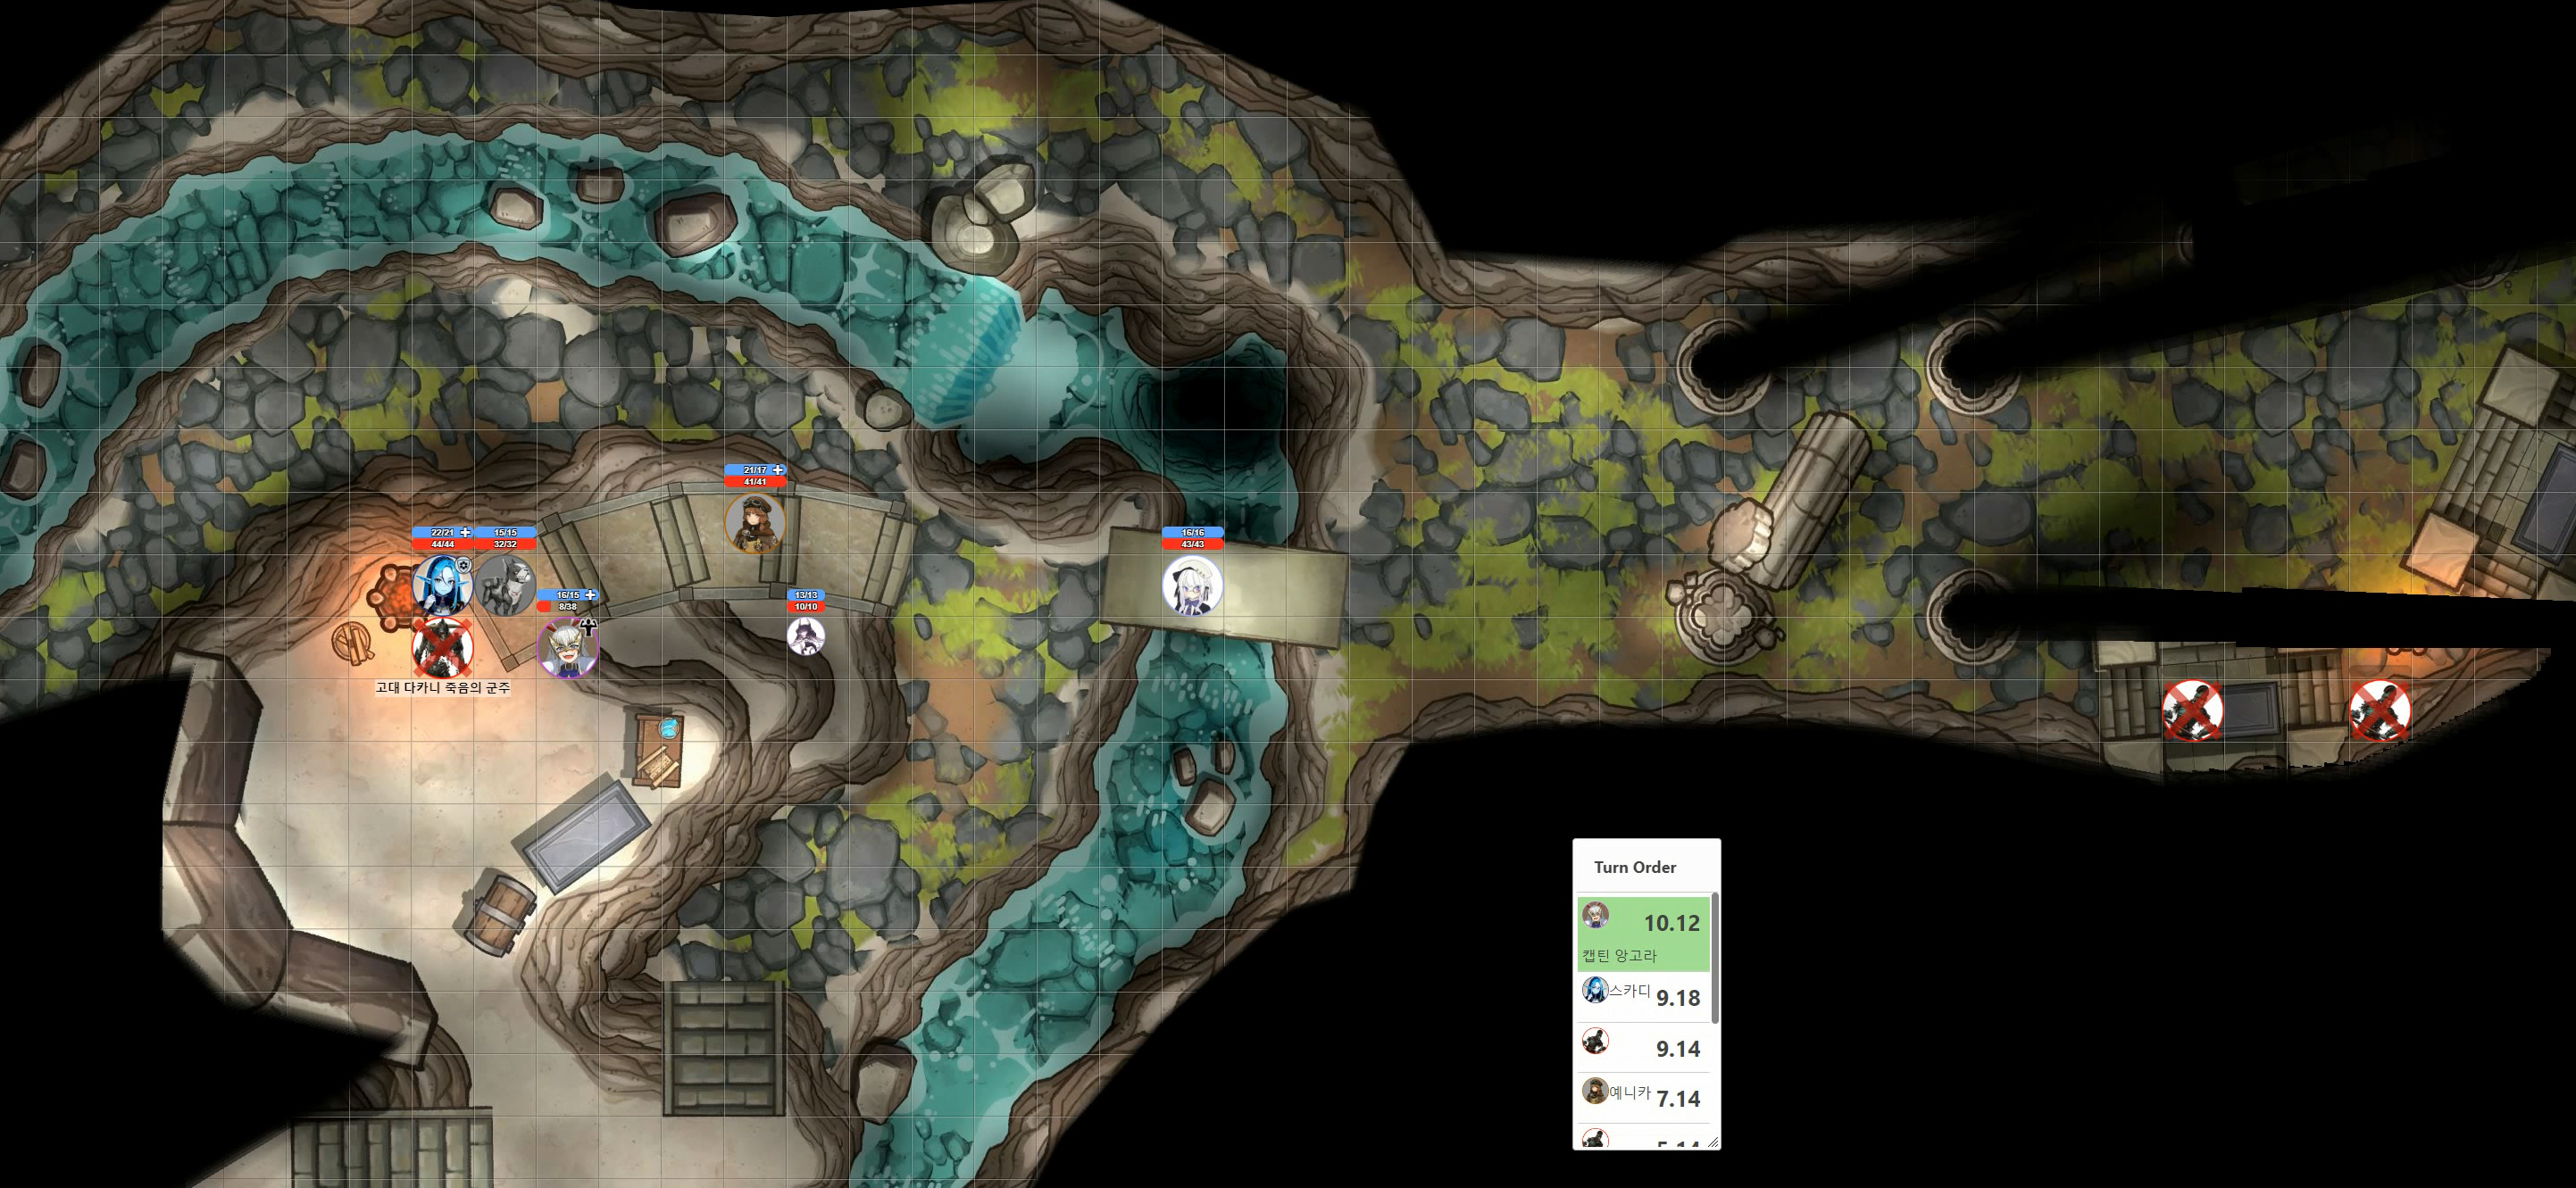 21/17
41/41
22/21
15/15
44/44
32/32
16/16
43/43
16/15
8/38
13/13
10/10
고대 다카니 죽음의 군주
Turn Order
10.12
캡틴 앙고라
스카디 9.18
9.14
예니카 7.14